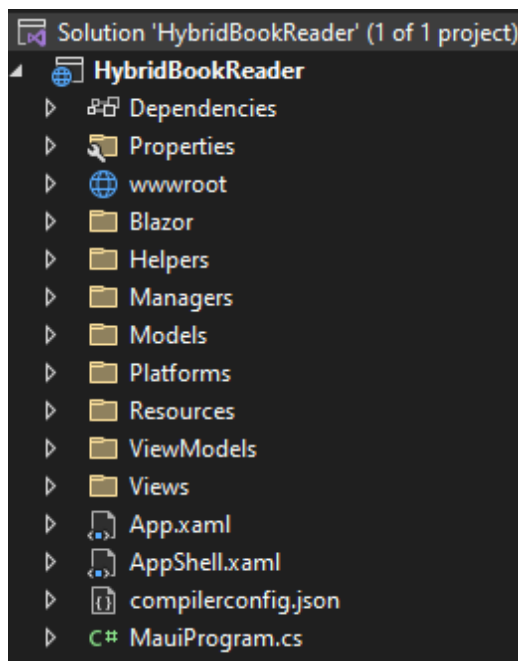 Solution 'HybridBookReader' (1 of 1 project)
HybridBookReader
Dependencies
Properties
wwwroot
Blazor
Helpers
Managers
Models
Platforms
Resources
ViewModels
Views
App.xaml
AppShell.xaml
compilerconfig.json
C# MauiProgram.cs